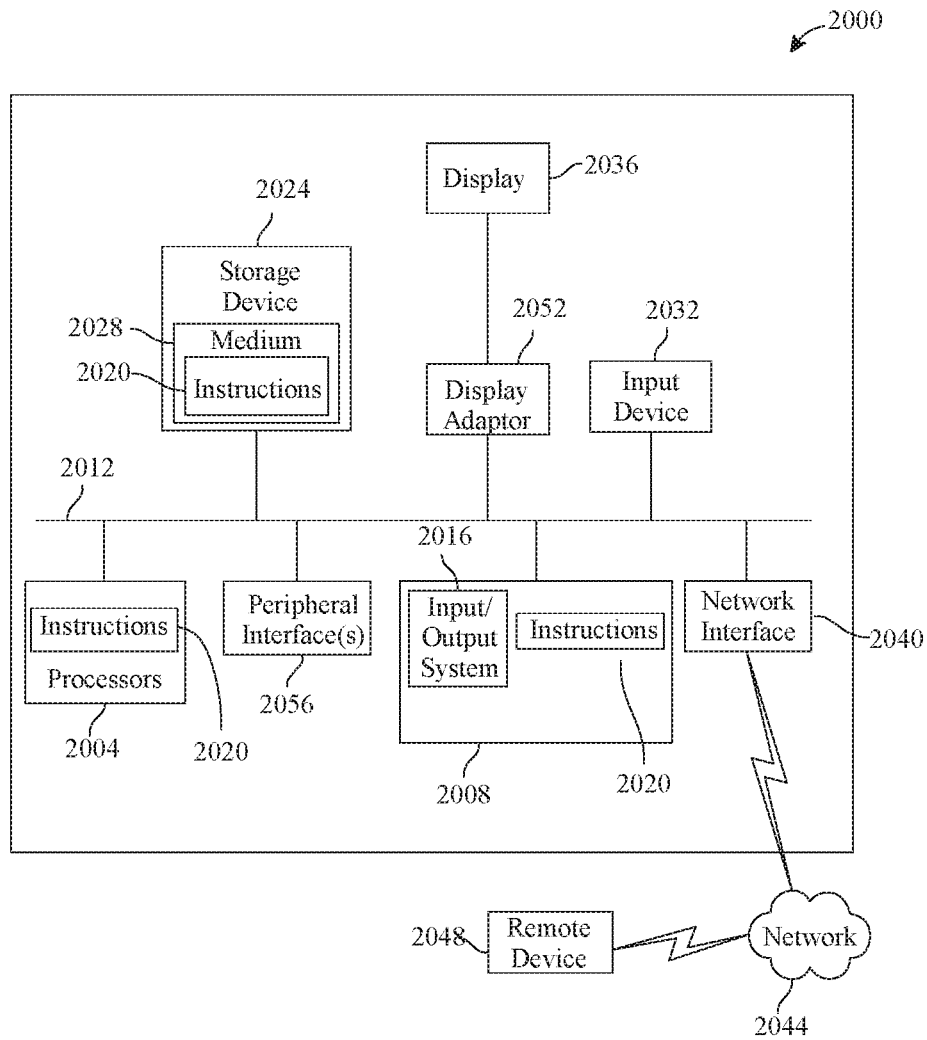 2000
Display
2036
2024
Storage
Device
2028
Medium
2020
Instructions
2052
Display
Adaptor
2032
Input
Device
2012
Instructions
Processors
2004
2020
Peripheral
Interface(s)
2056
2016
Input/
Output
System
Instructions
2008
2020
Network
Interface
2040
2048
Remote
Device
Network
2044